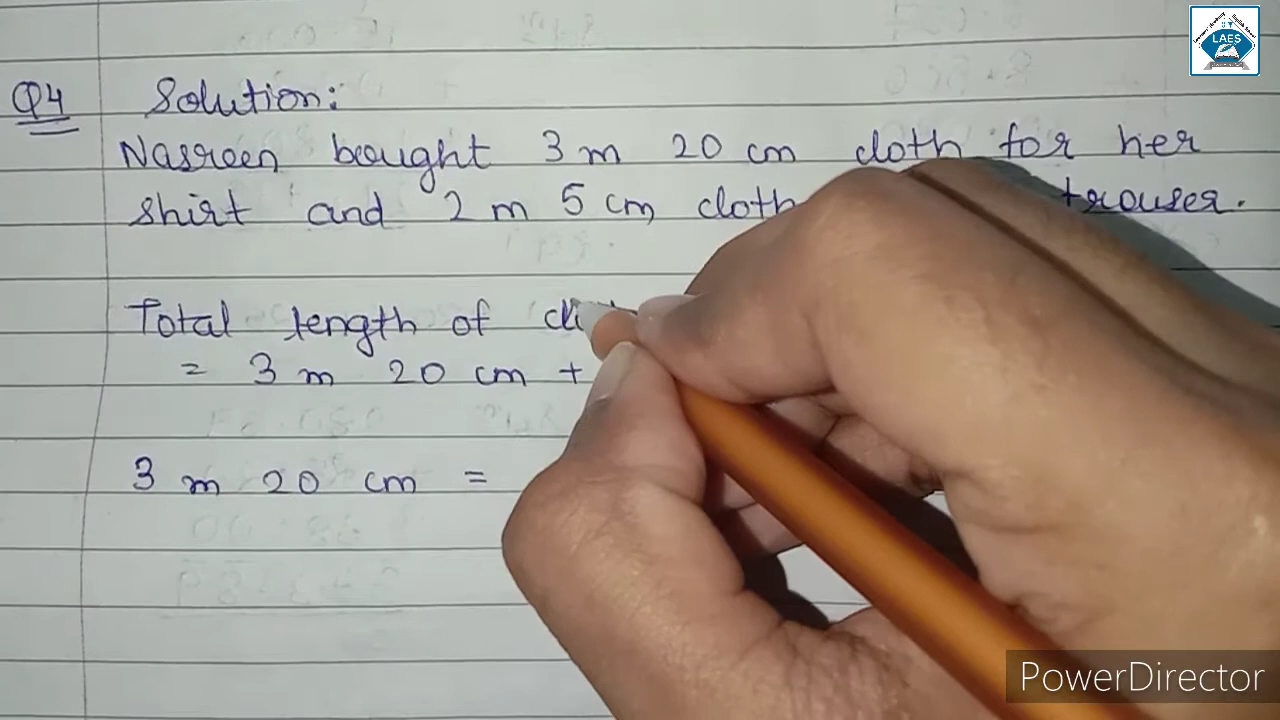 LAES
Q4 Solution:
Nasreen bought 3 m 20 cm cloth for her
shirt and 2 m 5 cm cloth trouser.
Total length of
= 3 m 20 cm +
3 m 20 cm =
PowerDirector